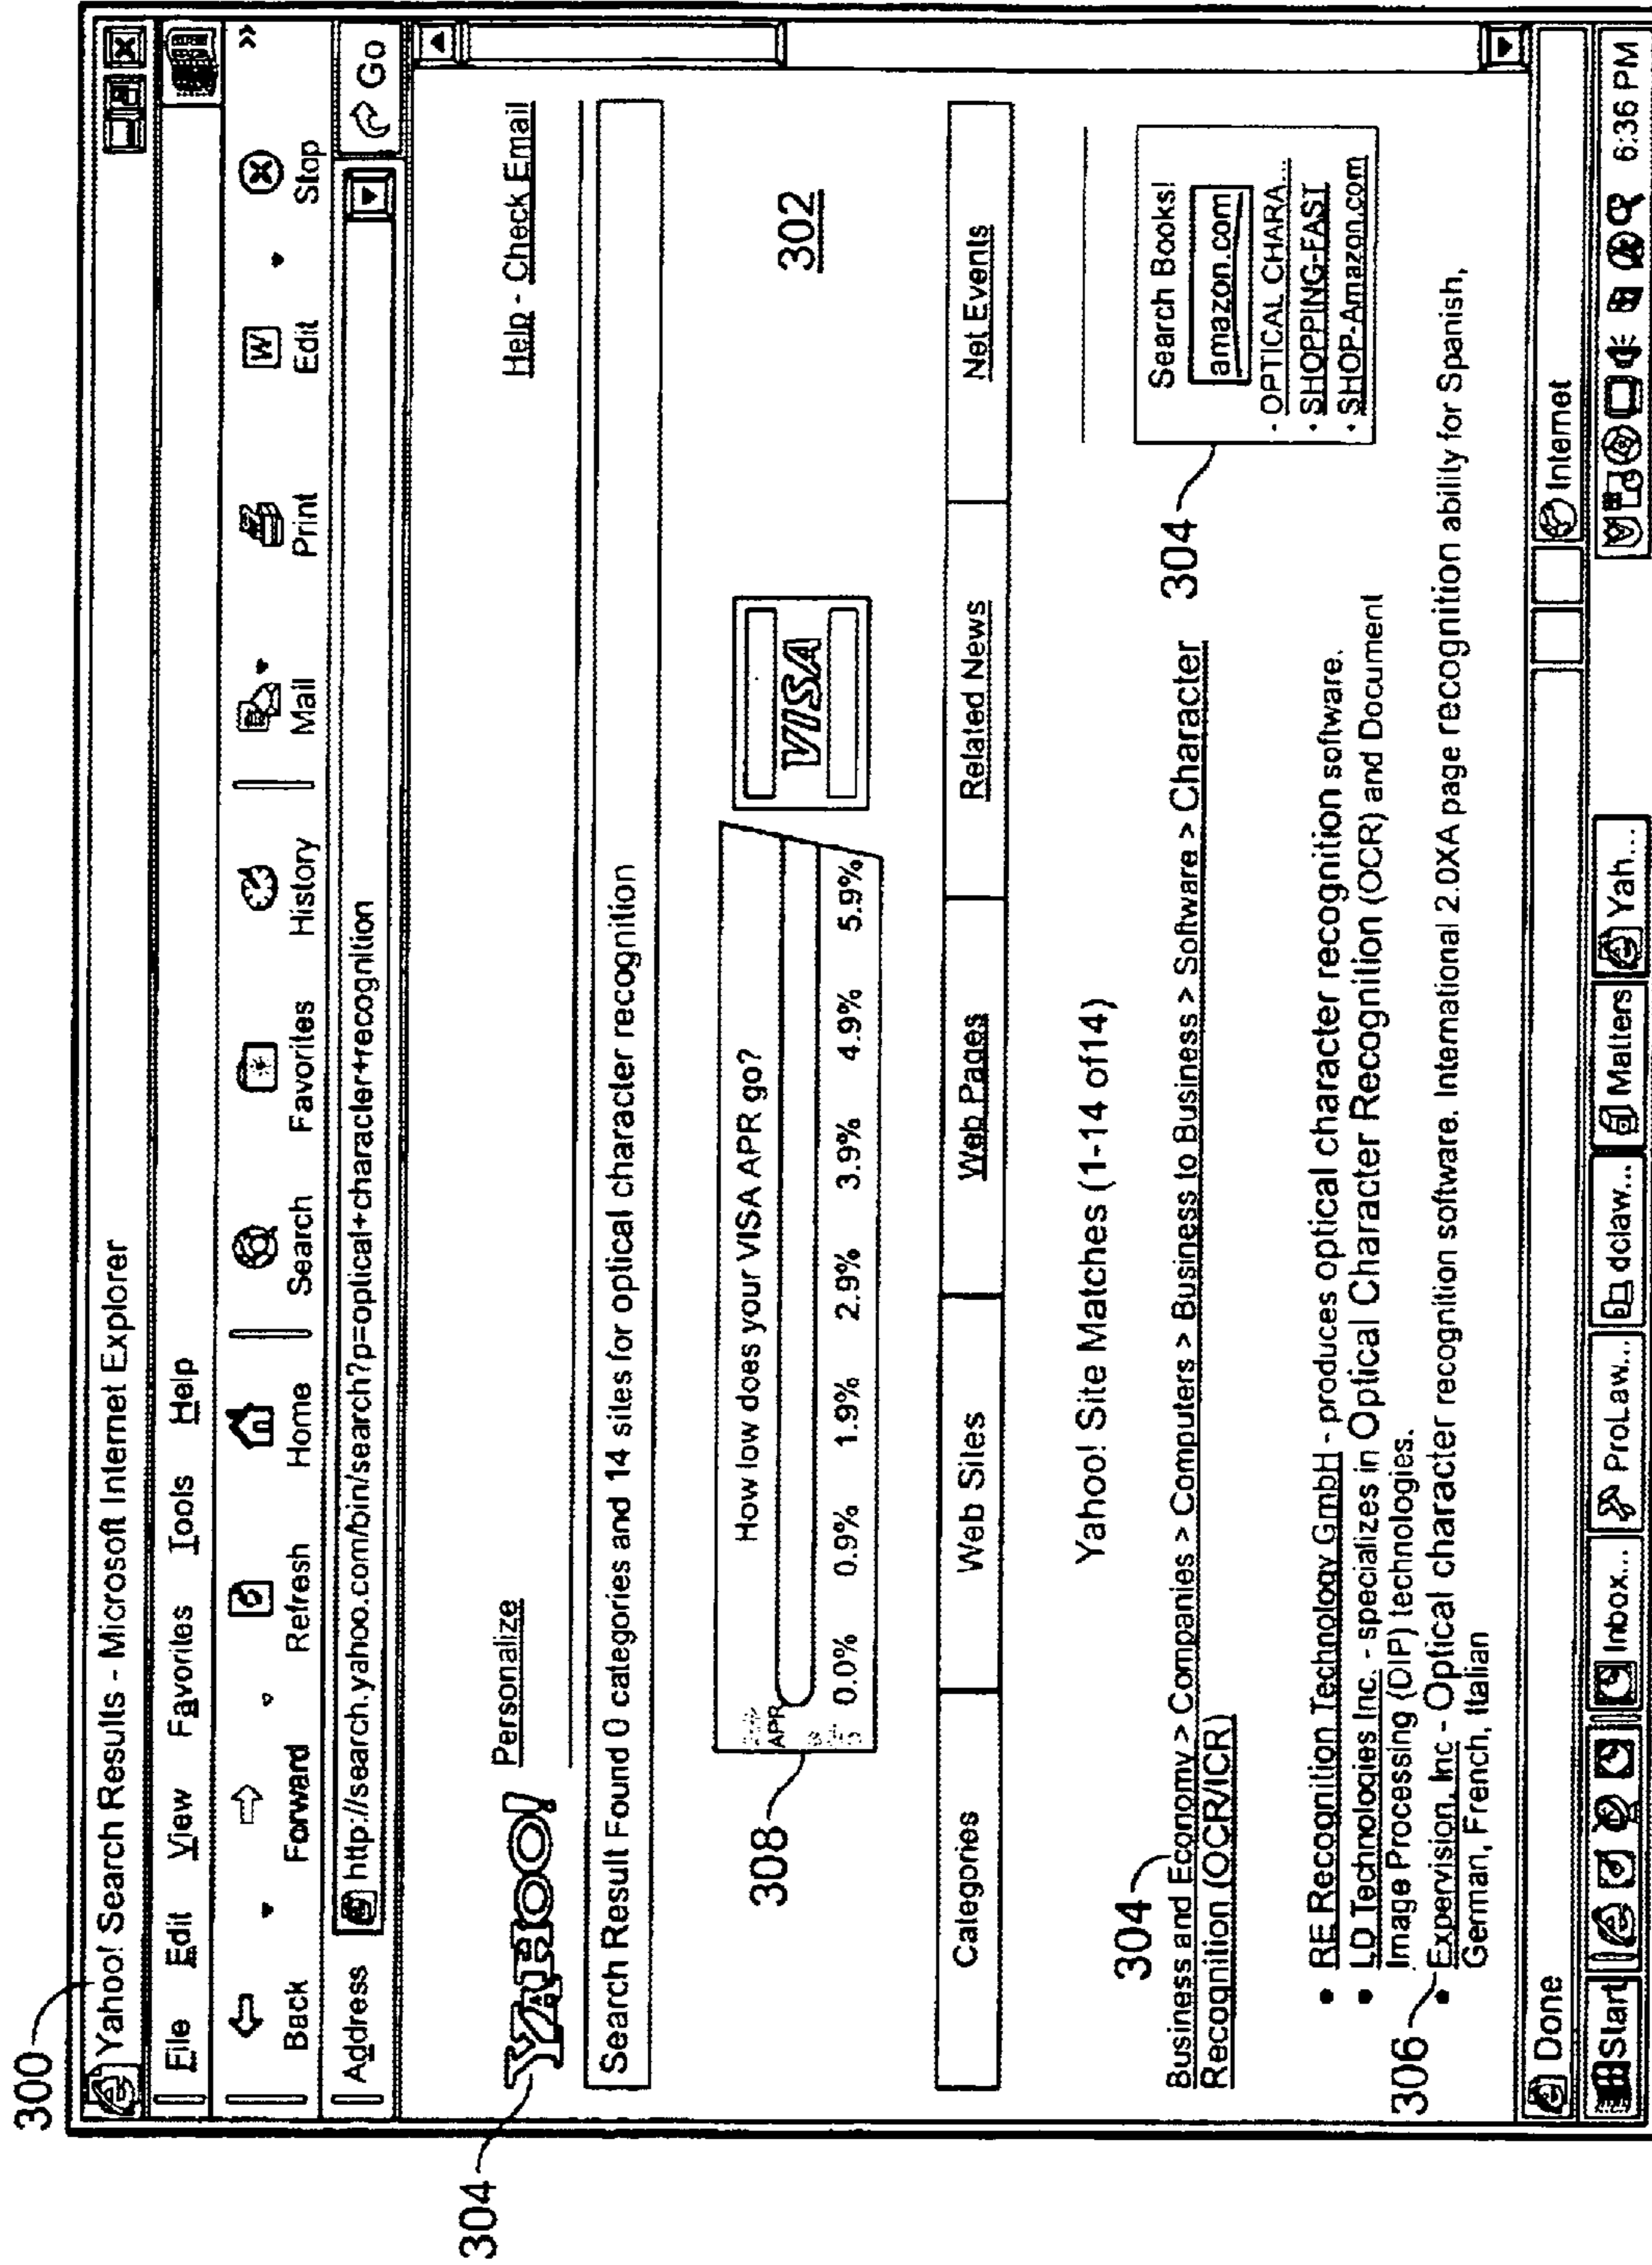 300
Yahoo! Search Results - Microsoft Internet Explorer
File Edit View Favorites Tools Help
Back Forward Refresh Home Search Favorites History Mail Print Edit Stop »
Address http://search.yahoo.com/bin/search?p=optical+character+recognition Go
304
YAHOO! Personalize Help - Check Email
Search Result Found 0 categories and 14 sites for optical character recognition
308
How low does your VISA APR go?
APR
0.0% 0.9% 1.9% 2.9% 3.9% 4.9% 5.9%
VISA
302
Categories Web Sites Web Pages Related News Net Events
Yahoo! Site Matches (1-14 of14)
304
Business and Economy > Companies > Computers > Business to Business > Software > Character
Recognition (OCR/ICR)
304
Search Books!
amazon.com
- OPTICAL CHARA...
· SHOPPING-FAST
· SHOP-Amazon.com
• RE Recognition Technology GmbH - produces optical character recognition software.
• LD Technologies Inc. - specializes in Optical Character Recognition (OCR) and Document
Image Processing (DIP) technologies.
306
• Expervision, Inc - Optical character recognition software. International 2.0XA page recognition ability for Spanish,
German, French, Italian
Done Internet
Start Inbox... ProLaw... dclaw... Matters Yah... 6:36 PM